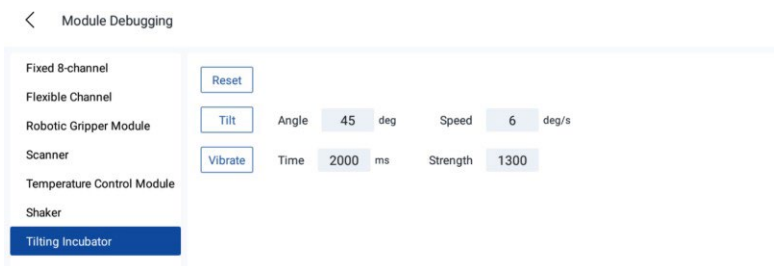 Module Debugging
Fixed 8-channel
Flexible Channel
Robotic Gripper Module
Scanner
Temperature Control Module
Shaker
Tilting Incubator
Reset
Tilt Angle 45 deg Speed 6 deg/s
Vibrate Time 2000 ms Strength 1300